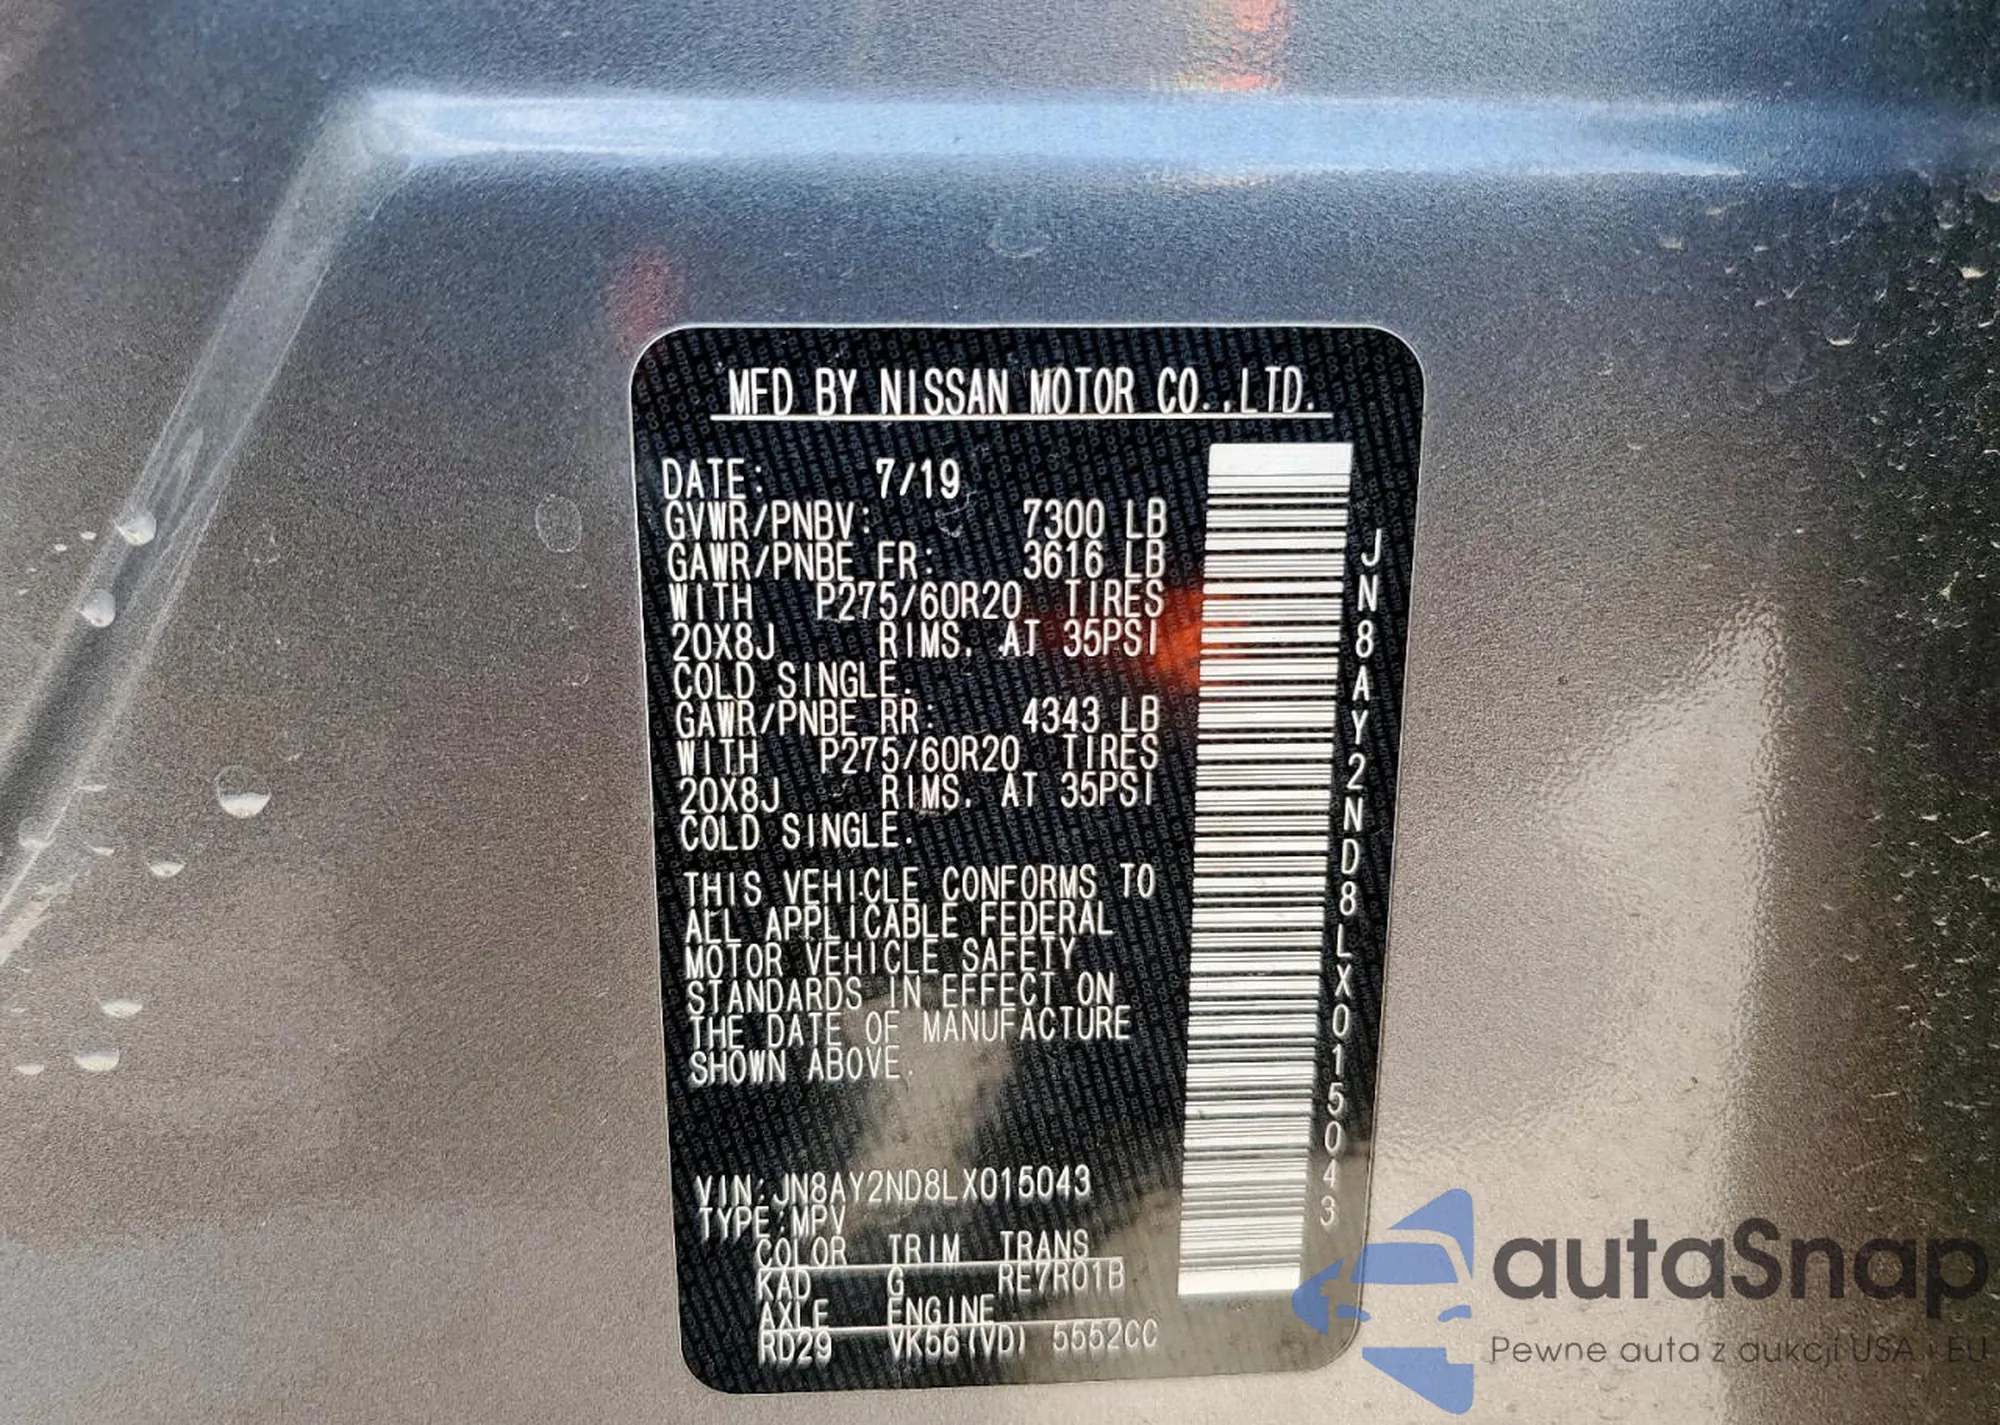 MFD BY NISSAN MOTOR CO.,LTD.
DATE: 7/19
GVWR/PNBV: 7300 LB
GAWR/PNBE FR: 3616 LB
WITH P275/60R20 TIRES
20X8J RIMS. AT 35PSI
COLD SINGLE.
GAWR/PNBE RR: 4343 LB
WITH P275/60R20 TIRES
20X8J RIMS. AT 35PSI
COLD SINGLE.
THIS VEHICLE CONFORMS TO
ALL APPLICABLE FEDERAL
MOTOR VEHICLE SAFETY
STANDARDS IN EFFECT ON
THE DATE OF MANUFACTURE
SHOWN ABOVE.
VIN:JN8AY2ND8LX015043
TYPE:MPV
COLOR TRIM TRANS
KAD G RE7R01B
AXLE ENGINE
RD29 VK56(VD) 5552CC
JN8AY2ND8LX015043
autaSnap
Pewne auta z aukcji USA i EU